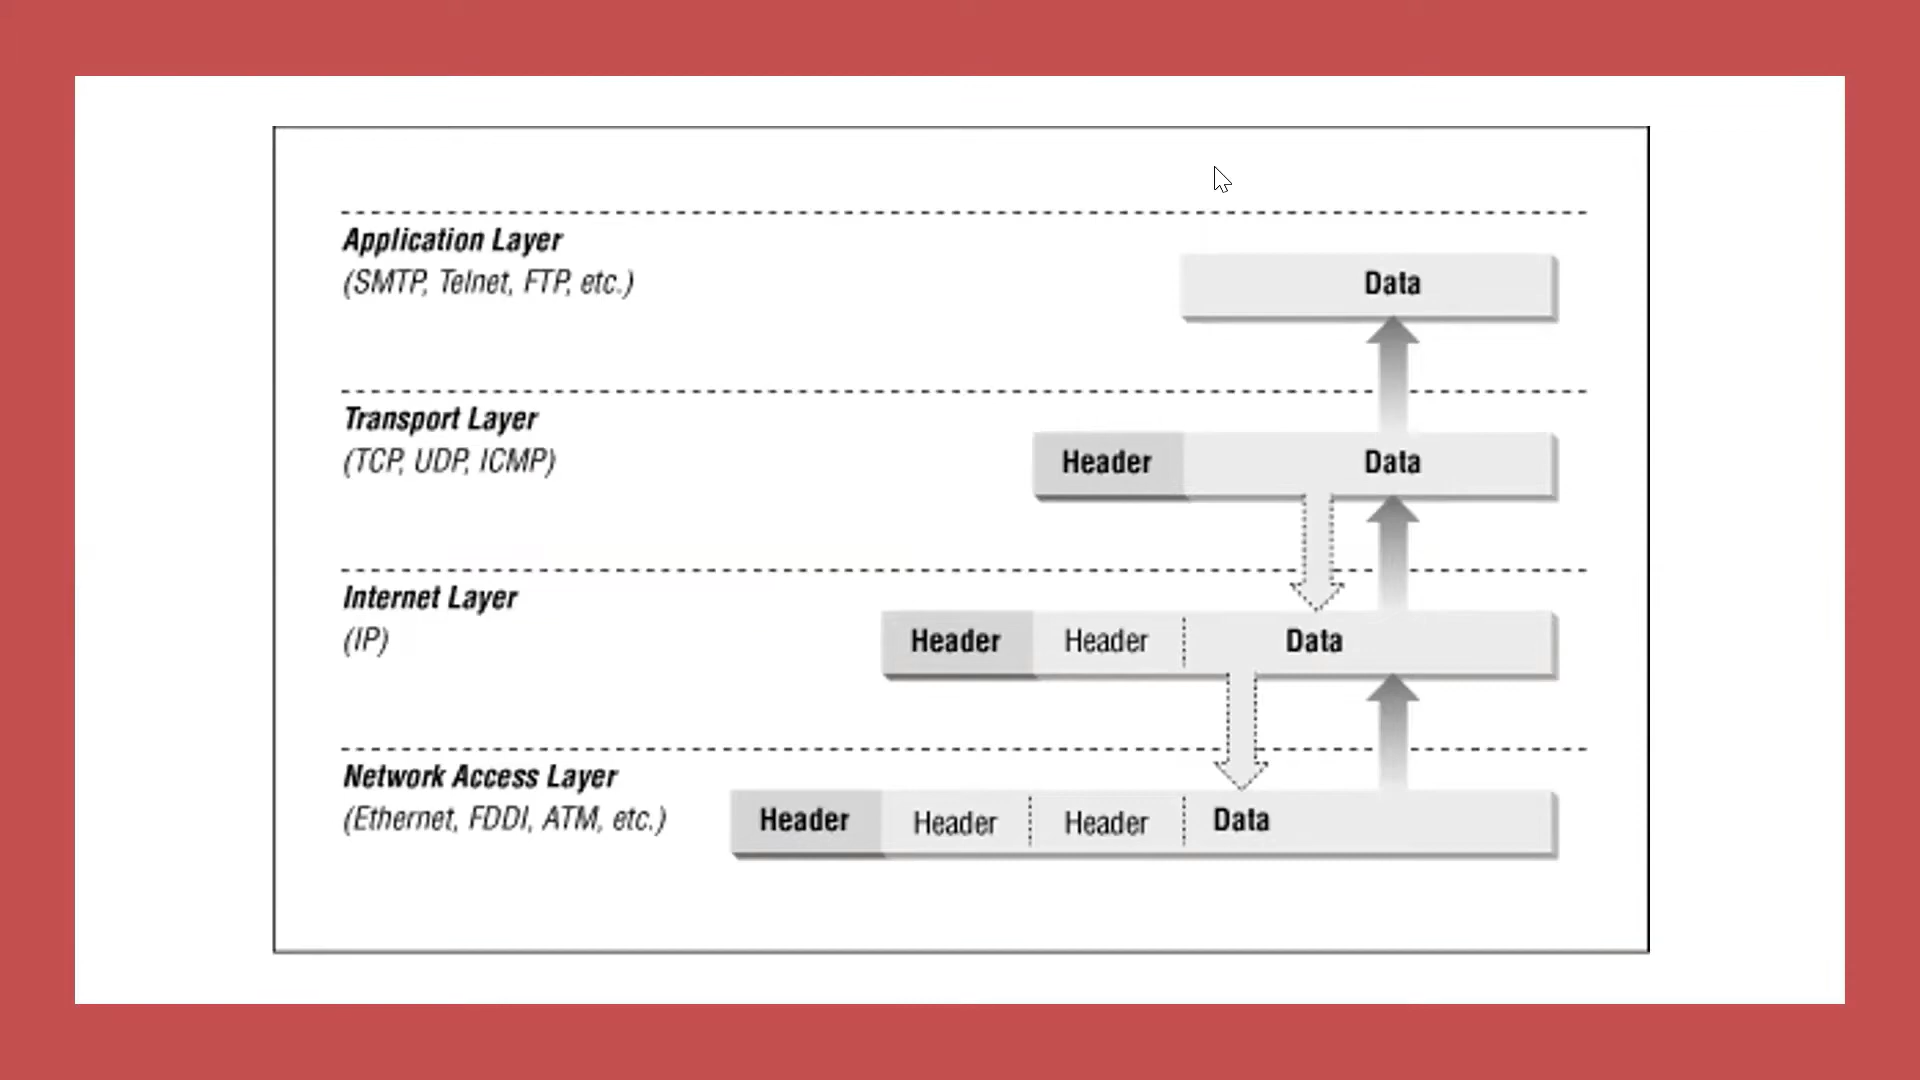 Application Layer
(SMTP, Telnet, FTP, etc.)
Data
Transport Layer
(TCP, UDP, ICMP)
Header Data
Internet Layer
(IP)
Header Header Data
Network Access Layer
(Ethernet, FDDI, ATM, etc.)
Header Header Header Data